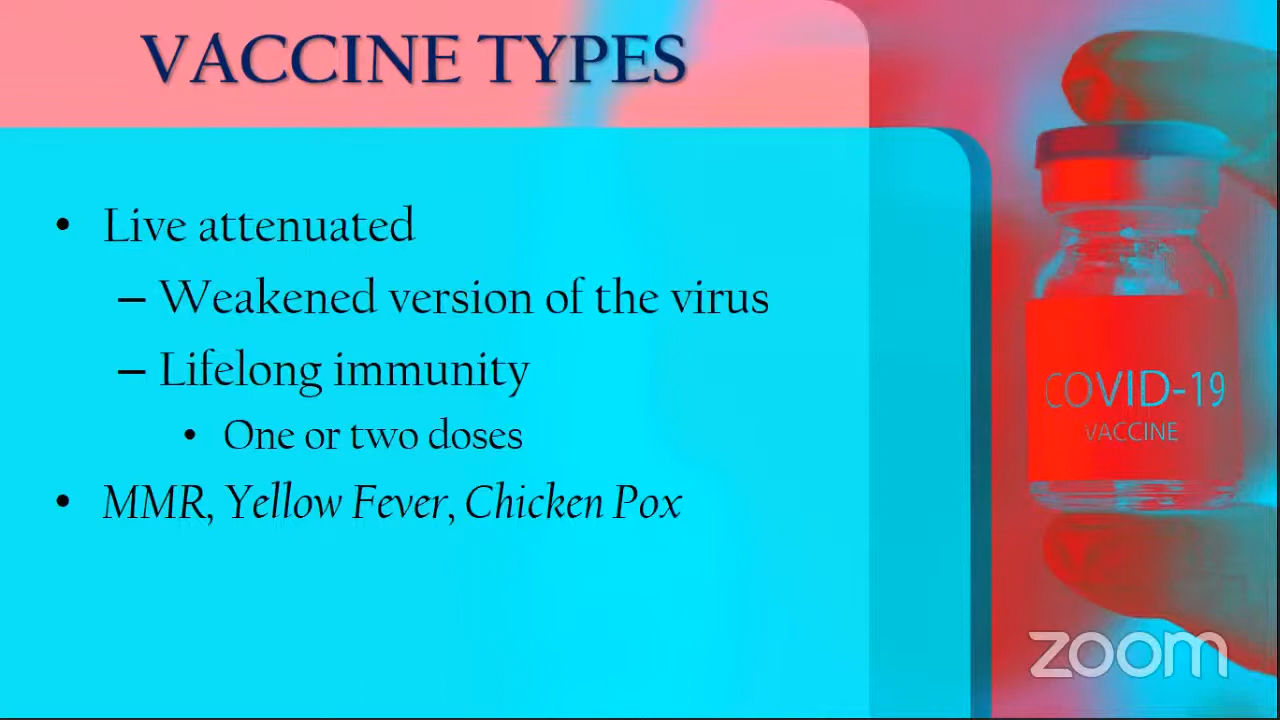 VACCINE TYPES
• Live attenuated
– Weakened version of the virus
– Lifelong immunity
• One or two doses
• MMR, Yellow Fever, Chicken Pox
COVID-19
VACCINE
zoom